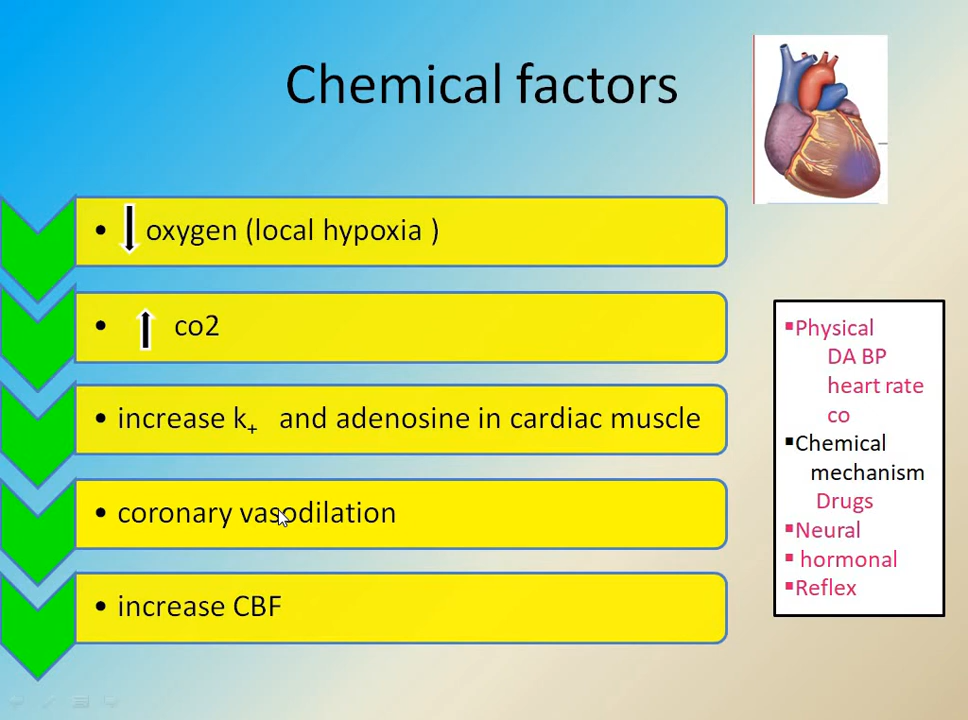 Chemical factors
• ↓ oxygen (local hypoxia )
• ↑ co2
• increase k+ and adenosine in cardiac muscle
• coronary vasodilation
• increase CBF
▪Physical
DA BP
heart rate
co
▪Chemical
mechanism
Drugs
▪Neural
▪ hormonal
▪Reflex